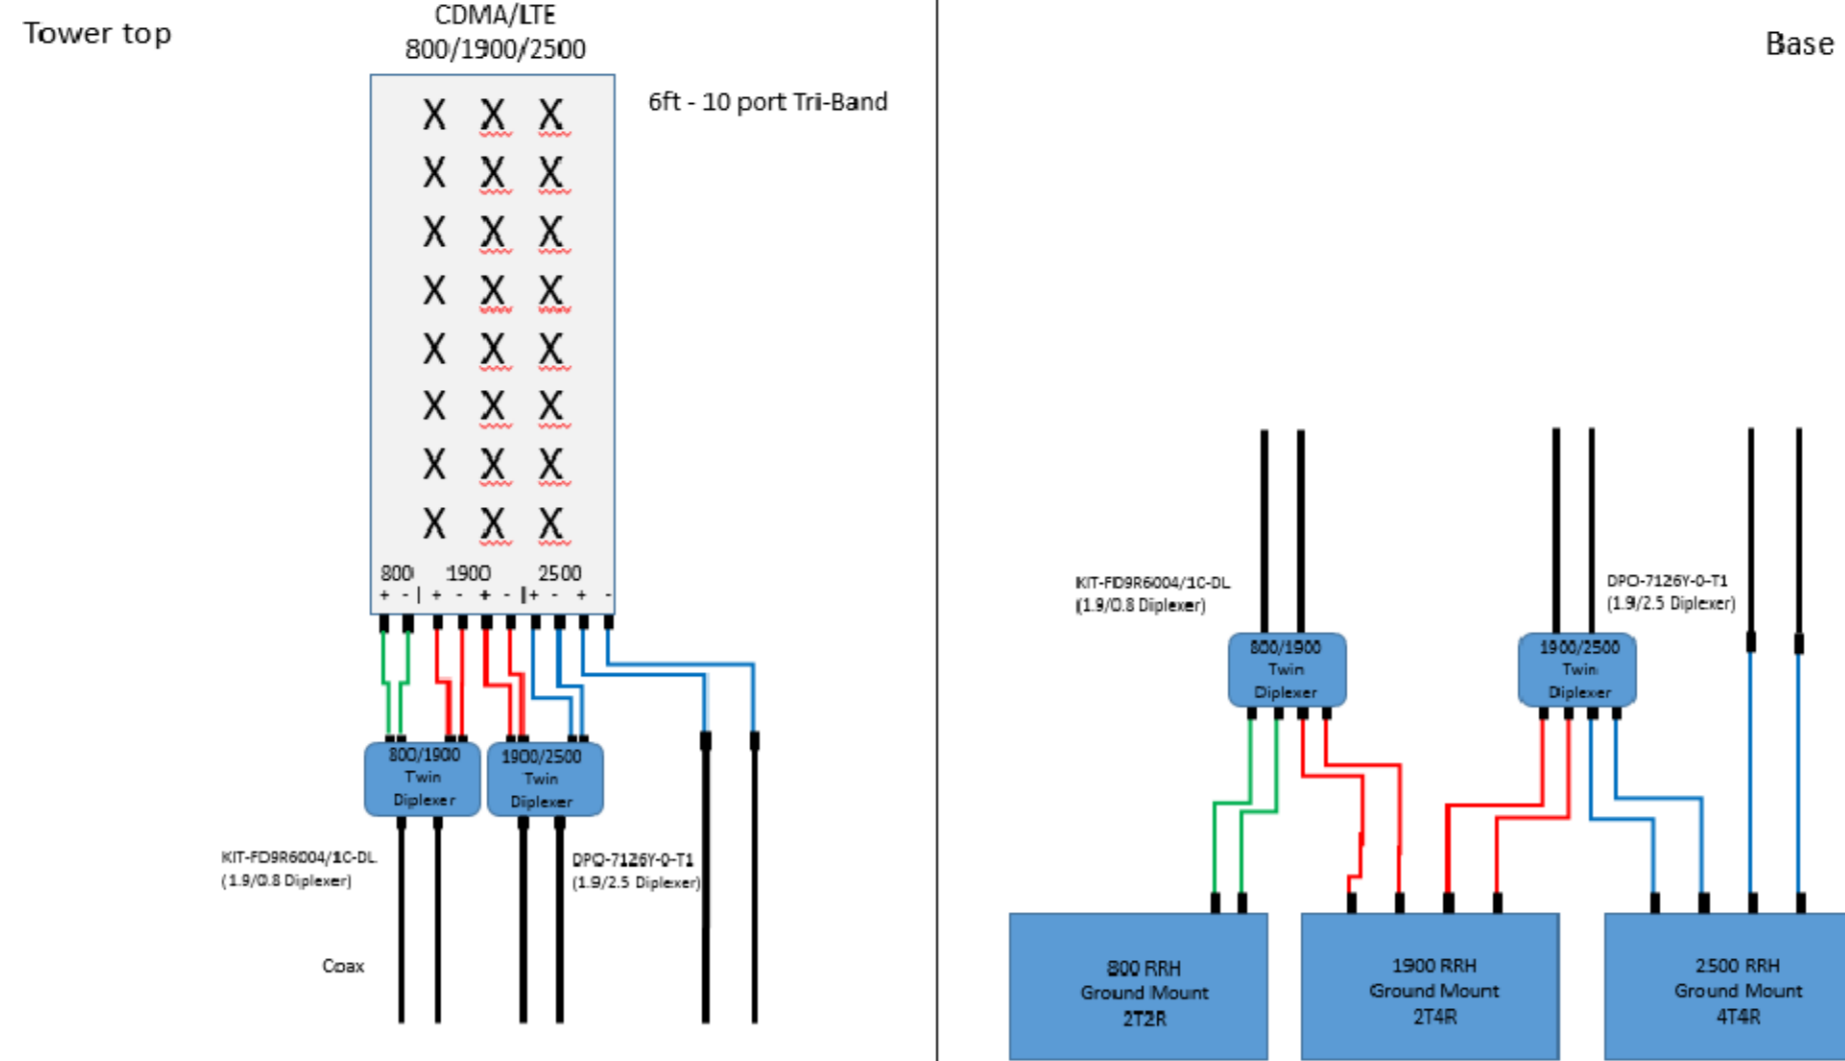 Tower top
CDMA/LTE
800/1900/2500
6ft - 10 port Tri-Band
X X X
X X X
X X X
X X X
X X X
X X X
X X X
X X X
800 1900 2500
+ - | + - + - | + - + -
800/1900
Twin
Diplexer
1900/2500
Twin
Diplexer
KIT-FD9R6004/1C-DL
(1.9/0.8 Diplexer)
DPO-7126Y-0-T1
(1.9/2.5 Diplexer)
Coax
Base
KIT-FD9R6004/1C-DL
(1.9/0.8 Diplexer)
DPO-7126Y-0-T1
(1.9/2.5 Diplexer)
800/1900
Twin
Diplexer
1900/2500
Twin
Diplexer
800 RRH
Ground Mount
2T2R
1900 RRH
Ground Mount
2T4R
2500 RRH
Ground Mount
4T4R